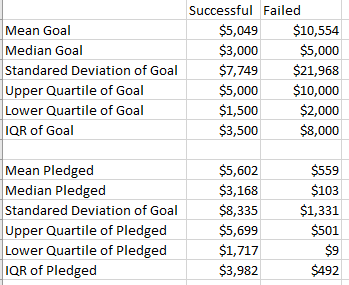 Successful Failed
Mean Goal $5,049 $10,554
Median Goal $3,000 $5,000
Standared Deviation of Goal $7,749 $21,968
Upper Quartile of Goal $5,000 $10,000
Lower Quartile of Goal $1,500 $2,000
IQR of Goal $3,500 $8,000
Mean Pledged $5,602 $559
Median Pledged $3,168 $103
Standared Deviation of Goal $8,335 $1,331
Upper Quartile of Pledged $5,699 $501
Lower Quartile of Pledged $1,717 $9
IQR of Pledged $3,982 $492